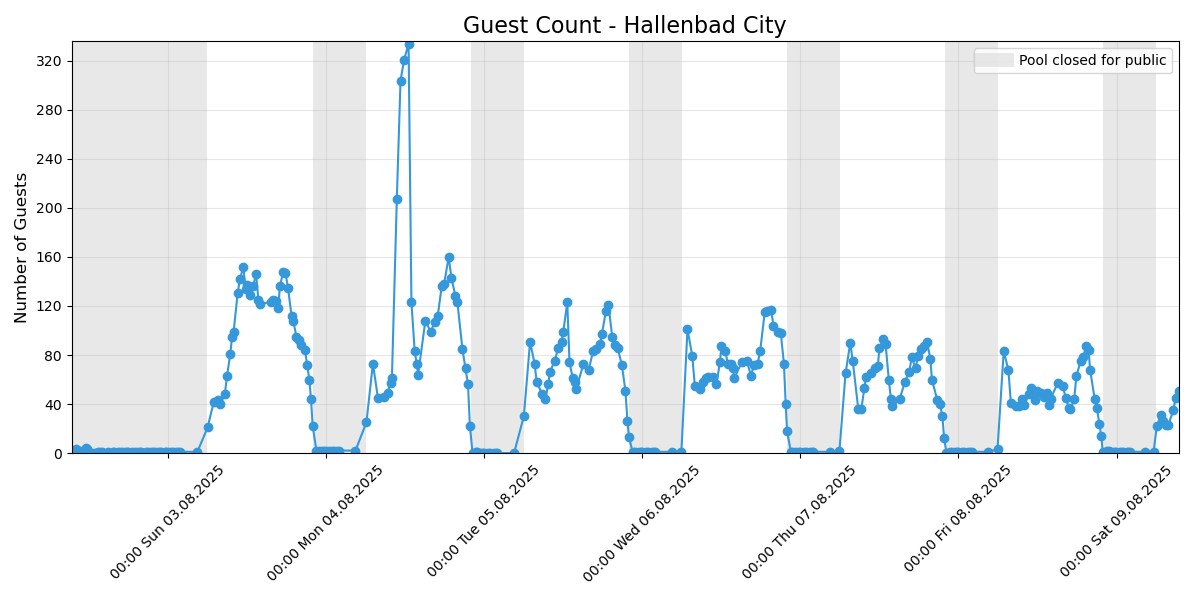 Guest Count - Hallenbad City
Pool closed for public
Number of Guests
320
280
240
200
160
120
80
40
0
00:00 Sun 03.08.2025
00:00 Mon 04.08.2025
00:00 Tue 05.08.2025
00:00 Wed 06.08.2025
00:00 Thu 07.08.2025
00:00 Fri 08.08.2025
00:00 Sat 09.08.2025